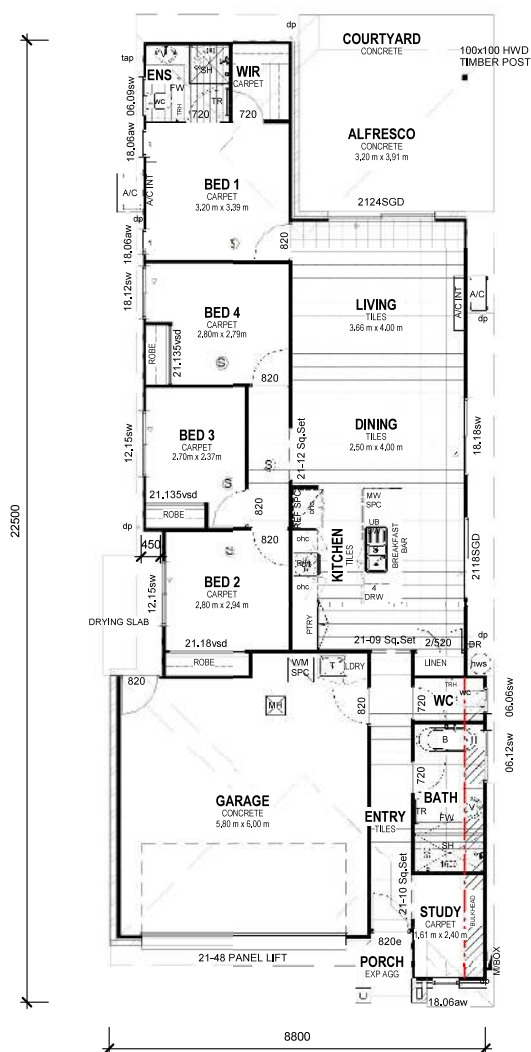 COURTYARD
CONCRETE
100x100 HWD
TIMBER POST
dp
tap
ENS
SH
WIR
CARPET
FW
WC
TRH
TR
720
720
06.09sw
18.06aw
ALFRESCO
CONCRETE
3,20 m x 3,91 m
BED 1
CARPET
3,20 m x 3,39 m
A/C
A/C INT
2124SGD
dp
18.06aw
820
18.12sw
BED 4
CARPET
2,80m x 2,79m
LIVING
TILES
3.66 m x 4.00 m
A/C INT
A/C
dp
ROBE
21.135vsd
820
12.15sw
BED 3
CARPET
2.70m x 2.37m
S
S
S
DINING
TILES
2,50 m x 4,00 m
21-12 Sq.Set
18.18sw
21.135vsd
ROBE
820
dp
REF SPC
ohc
MW
SPC
UB
BREAKFAST
BAR
KITCHEN
TILES
ohc
4
DRW
2118SGD
22500
450
820
BED 2
CARPET
2,80 m x 2,94 m
12.15sw
DRYING SLAB
21.18vsd
PTRY
21-09 Sq.Set
2/520
BR
dp
ROBE
WM
SPC
T
LDRY
LINEN
hws
820
820
MH
TRH
WC
WC
720
06.06sw
06.12sw
B
720
BATH
TR
FW
V
SH
GARAGE
CONCRETE
5,80 m x 6,00 m
ENTRY
TILES
21-10 Sq.Set
STUDY
CARPET
1,61 m x 2,40 m
BULKHEAD
820e
21-48 PANEL LIFT
PORCH
EXP AGG
M/BOX
18.06aw
8800